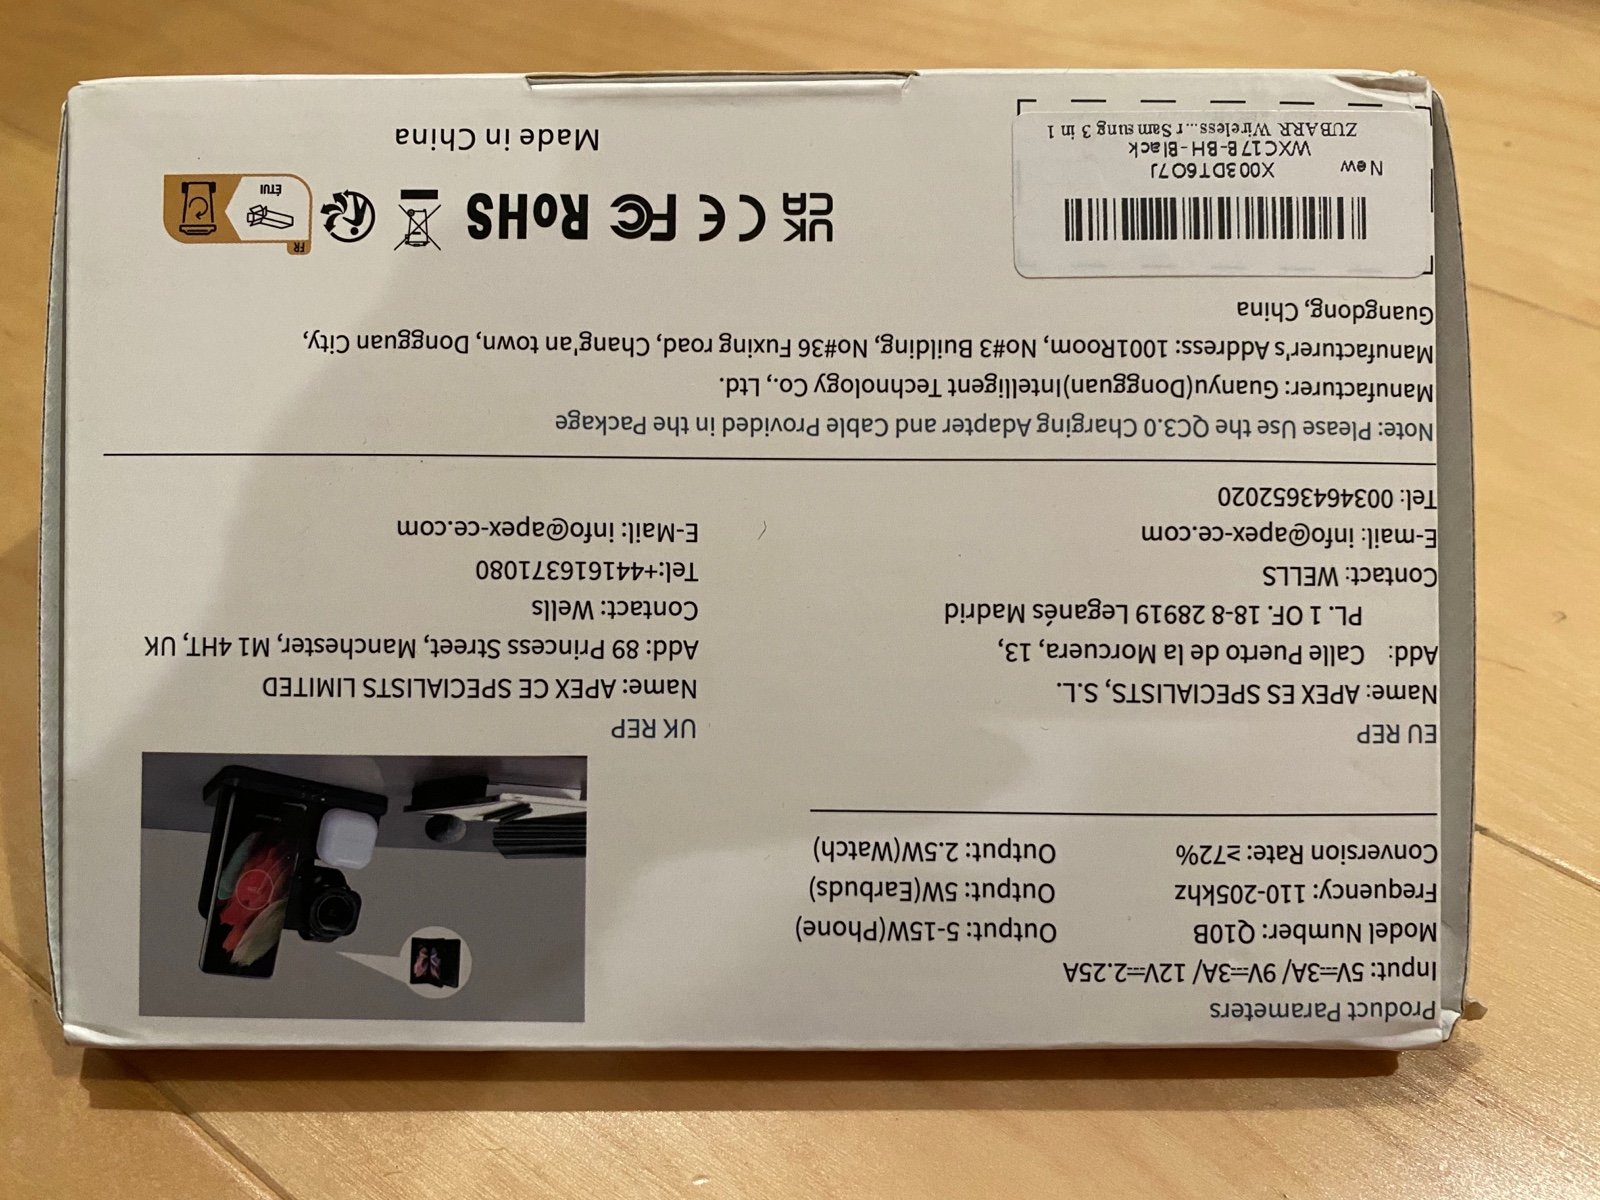 Product Parameters
Input: 5V⎓3A/ 9V⎓3A/ 12V⎓2.25A
Model Number: Q10B
Output: 5-15W(Phone)
Frequency: 110-205khz
Output: 5W(Earbuds)
Conversion Rate: ≥72%
Output: 2.5W(Watch)
EU REP
Name: APEX ES SPECIALISTS, S.L.
Add: Calle Puerto de la Morcuera, 13,
PL. 1 OF. 18-8 28919 Leganés Madrid
Contact: WELLS
E-mail: info@apex-ce.com
Tel: 0034643652020
UK REP
Name: APEX CE SPECIALISTS LIMITED
Add: 89 Princess Street, Manchester, M1 4HT, UK
Contact: Wells
Tel:+441616371080
E-Mail: info@apex-ce.com
Note: Please Use the QC3.0 Charging Adapter and Cable Provided in the Package
Manufacturer: Guanyu(Dongguan)Intelligent Technology Co., Ltd.
Manufacturer's Address: 1001Room, No#3 Building, No#36 Fuxing road, Chang'an town, Dongguan City,
Guangdong, China
X003DT6O7J
New
WXC17B-BH-Black
ZUBARR Wireless...r Samsung 3 in 1
UK CA CE FC RoHS
FR
ÉTUI
Made in China